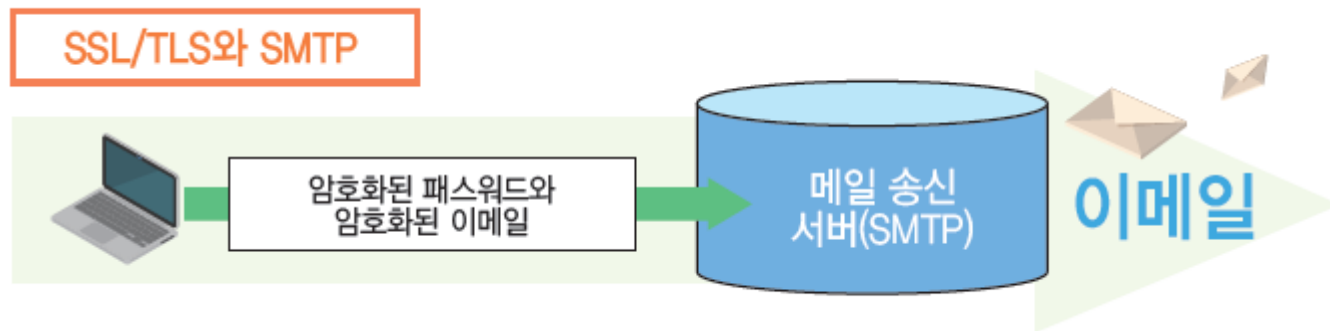 SSL/TLS와 SMTP
암호화된 패스워드와
암호화된 이메일
메일 송신
서버(SMTP)
이메일